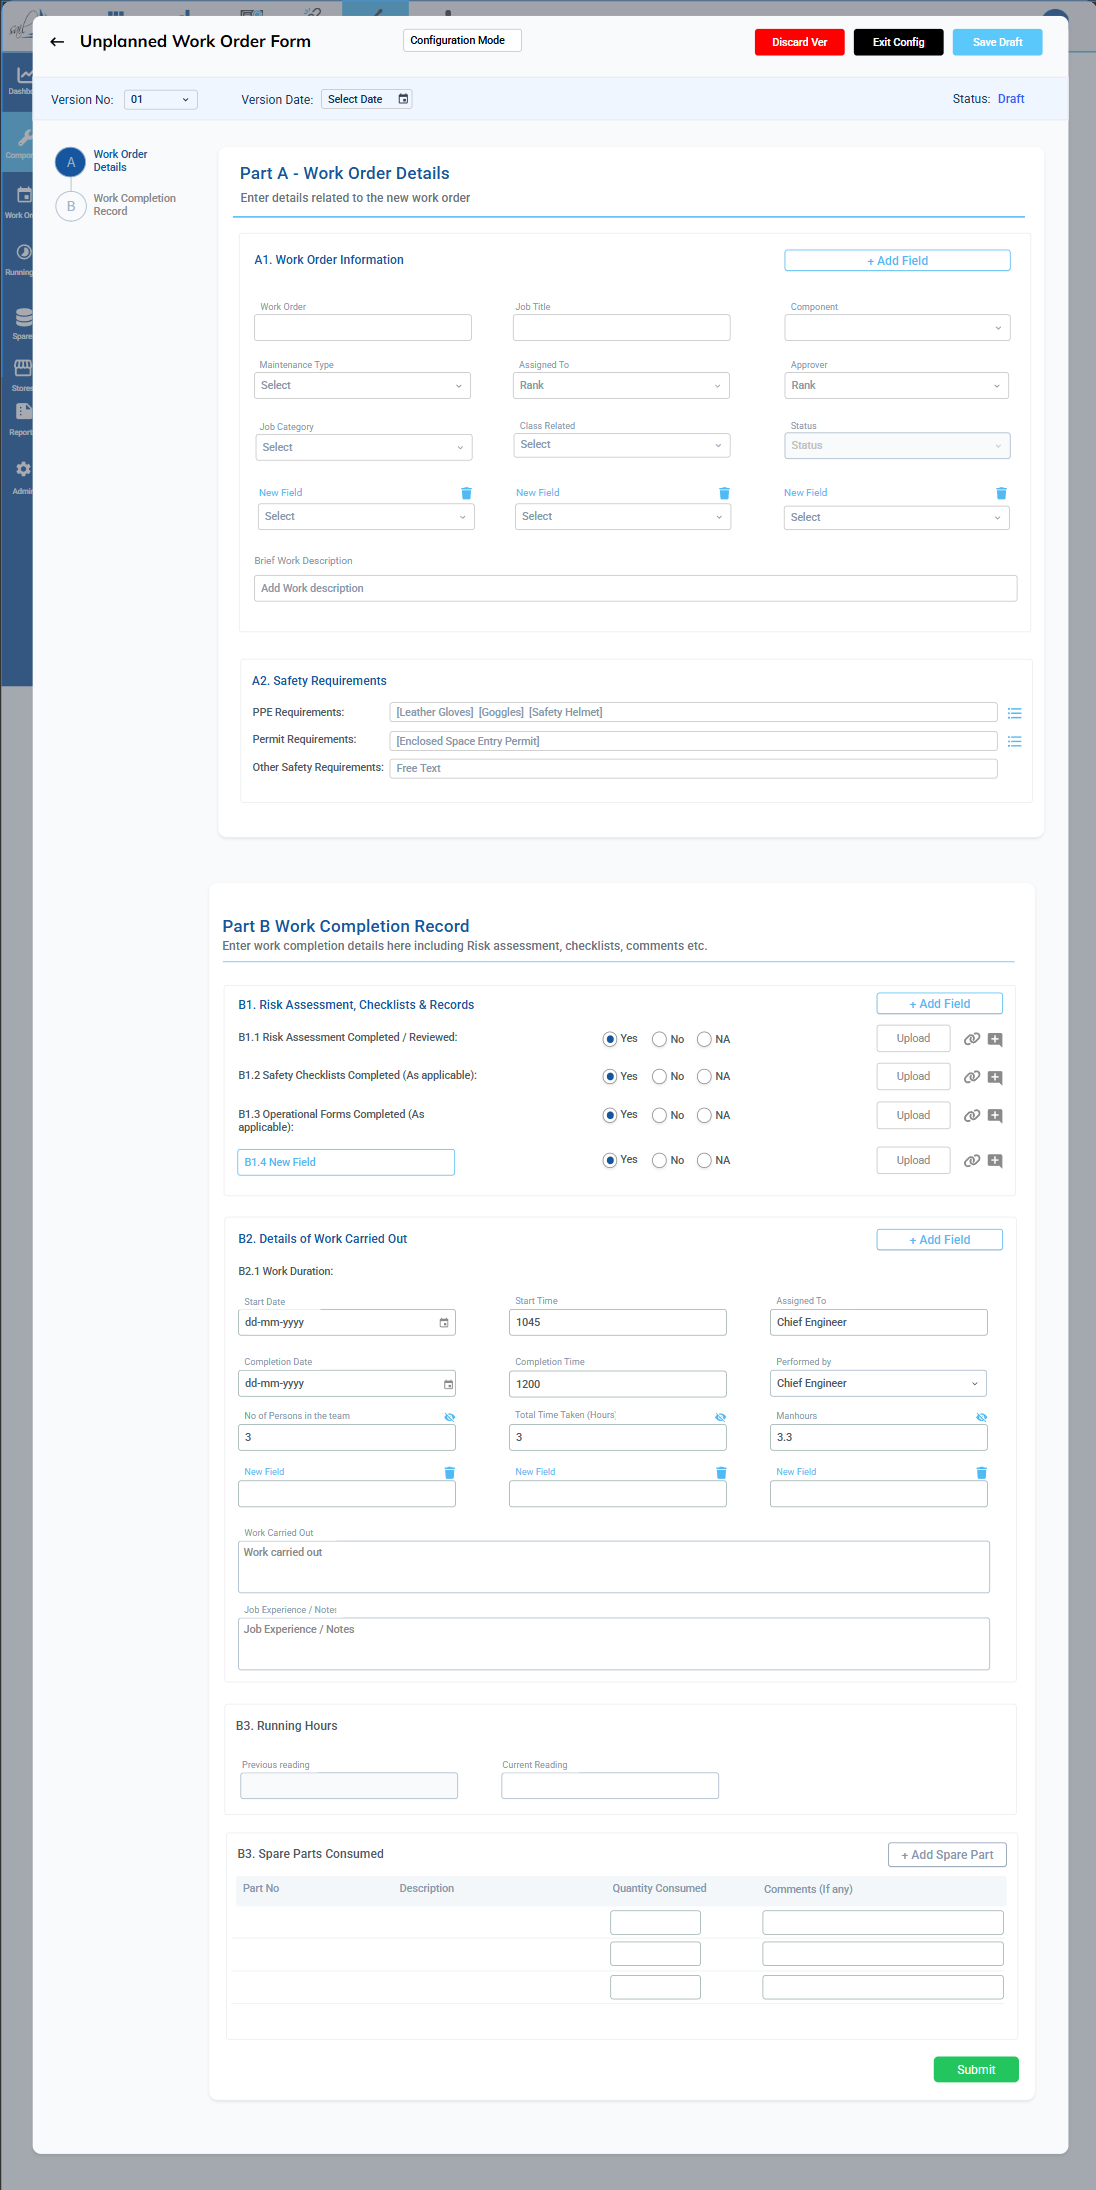 Unplanned Work Order Form
Configuration Mode
Discard Ver
Exit Config
Save Draft
Version No:
01
Version Date:
Select Date
Status: Draft
A
Work Order
Details
B
Work Completion
Record
Part A - Work Order Details
Enter details related to the new work order
A1. Work Order Information
+ Add Field
Work Order
Job Title
Component
Maintenance Type
Assigned To
Approver
Select
Rank
Rank
Job Category
Class Related
Status
Select
Select
Status
New Field
New Field
New Field
Select
Select
Select
Brief Work Description
Add Work description
A2. Safety Requirements
PPE Requirements:
[Leather Gloves] [Goggles] [Safety Helmet]
Permit Requirements:
[Enclosed Space Entry Permit]
Other Safety Requirements:
Free Text
Part B Work Completion Record
Enter work completion details here including Risk assessment, checklists, comments etc.
B1. Risk Assessment, Checklists & Records
+ Add Field
B1.1 Risk Assessment Completed / Reviewed:
Yes
No
NA
Upload
B1.2 Safety Checklists Completed (As applicable):
Yes
No
NA
Upload
B1.3 Operational Forms Completed (As
applicable):
Yes
No
NA
Upload
B1.4 New Field
Yes
No
NA
Upload
B2. Details of Work Carried Out
+ Add Field
B2.1 Work Duration:
Start Date
Start Time
Assigned To
dd-mm-yyyy
1045
Chief Engineer
Completion Date
Completion Time
Performed by
dd-mm-yyyy
1200
Chief Engineer
No of Persons in the team
Total Time Taken (Hours)
Manhours
3
3
3.3
New Field
New Field
New Field
Work Carried Out
Work carried out
Job Experience / Notes
Job Experience / Notes
B3. Running Hours
Previous reading
Current Reading
B3. Spare Parts Consumed
+ Add Spare Part
Part No
Description
Quantity Consumed
Comments (If any)
Submit
sail
Dashb
Compo
Work Or
Running
Spare
Stores
Report
Admi